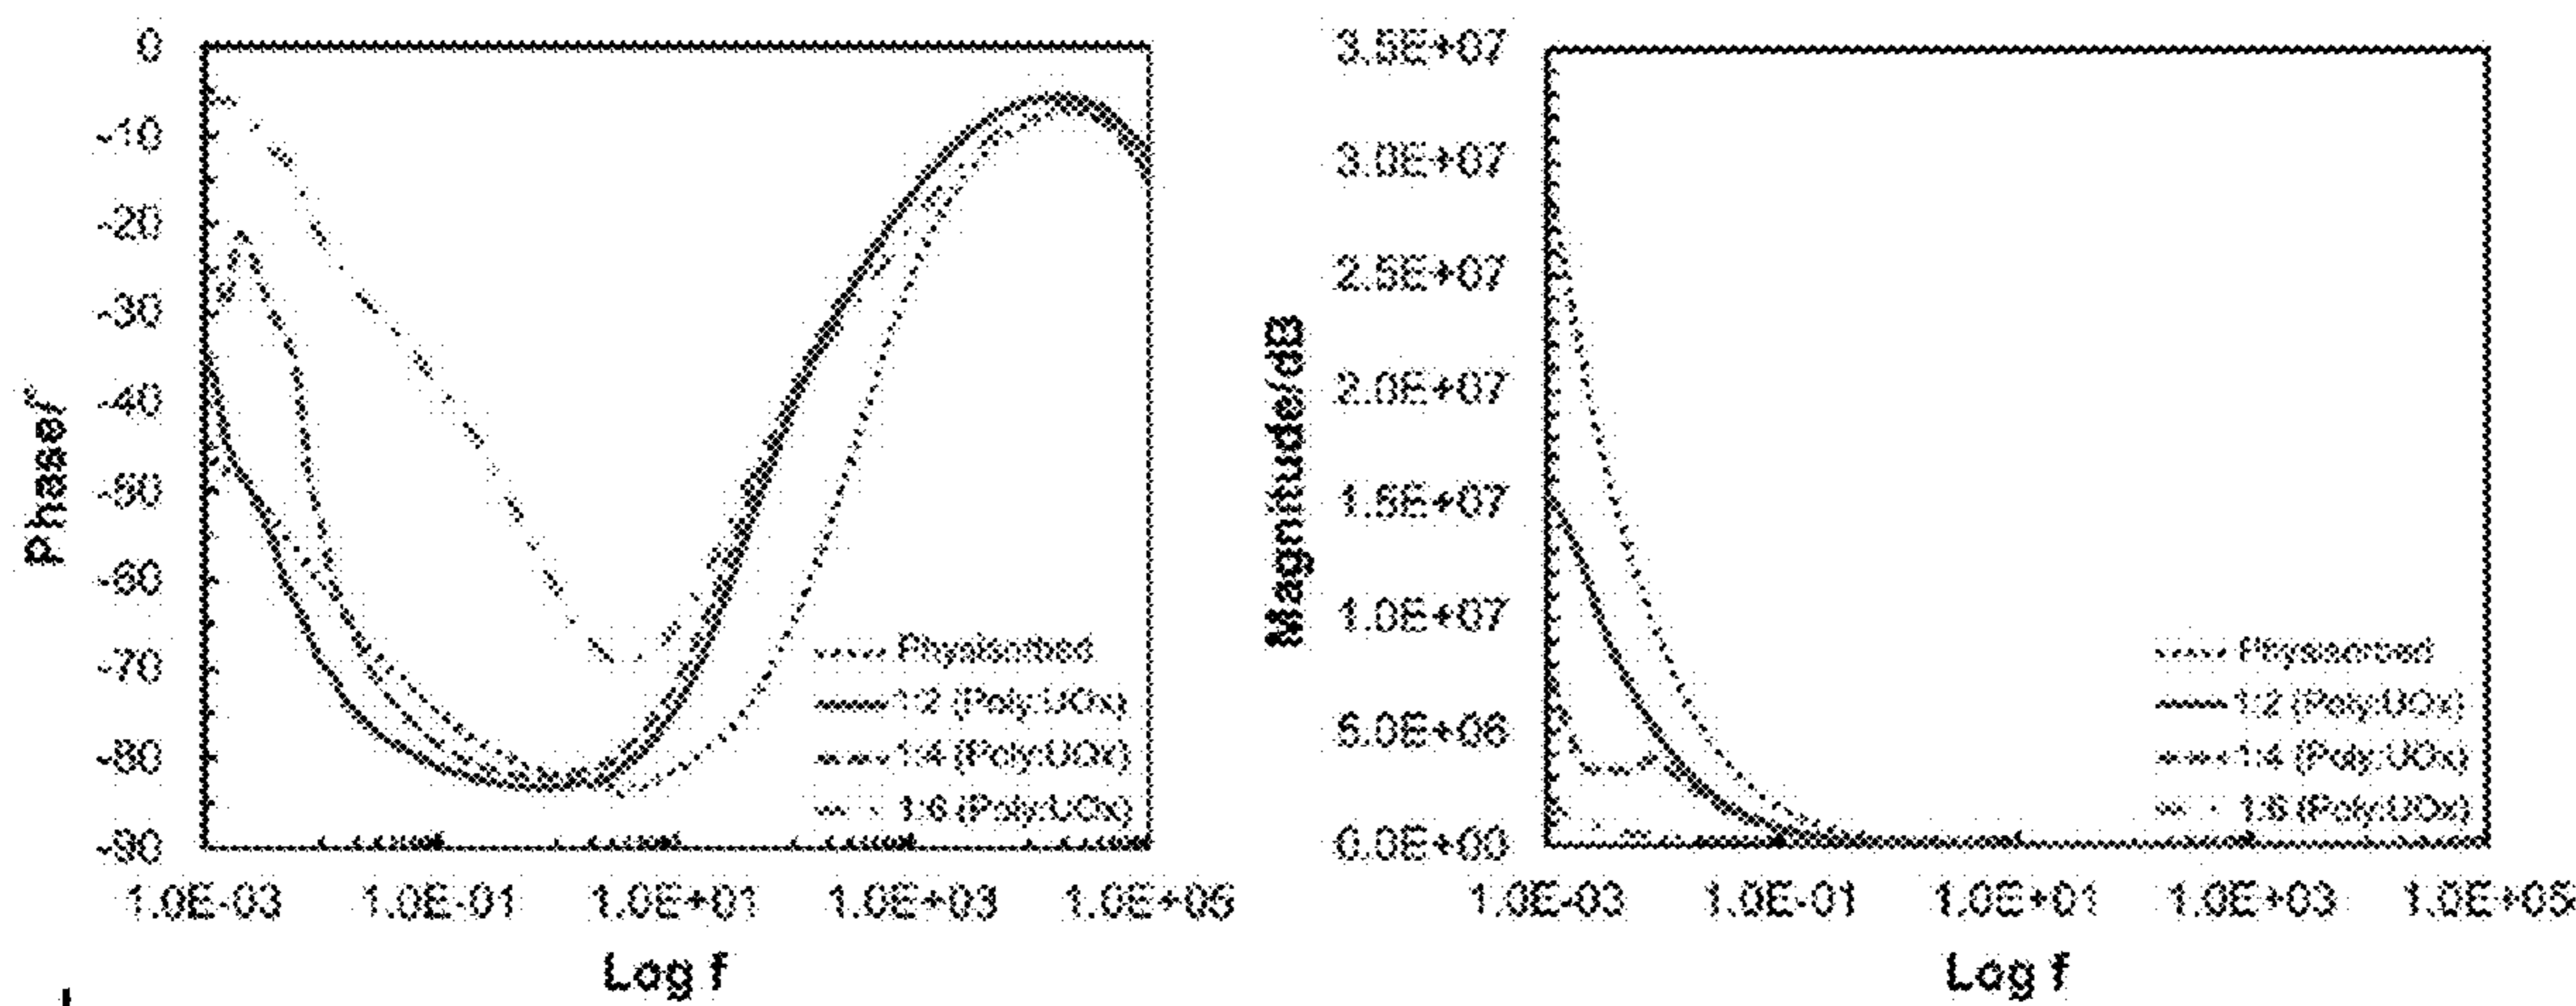 0
-10
-20
-30
-40
-50
-60
-70
-80
-90
Phase/°
1.0E-03 1.0E-01 1.0E+01 1.0E+03 1.0E+05
Log f
Physisorbed
1:2 (Poly:UOx)
1:4 (Poly:UOx)
1:6 (Poly:UOx)
3.5E+07
3.0E+07
2.5E+07
2.0E+07
1.5E+07
1.0E+07
5.0E+06
0.0E+00
Magnitude/dB
1.0E-03 1.0E-01 1.0E+01 1.0E+03 1.0E+05
Log f
Physisorbed
1:2 (Poly:UOx)
1:4 (Poly:UOx)
1:6 (Poly:UOx)